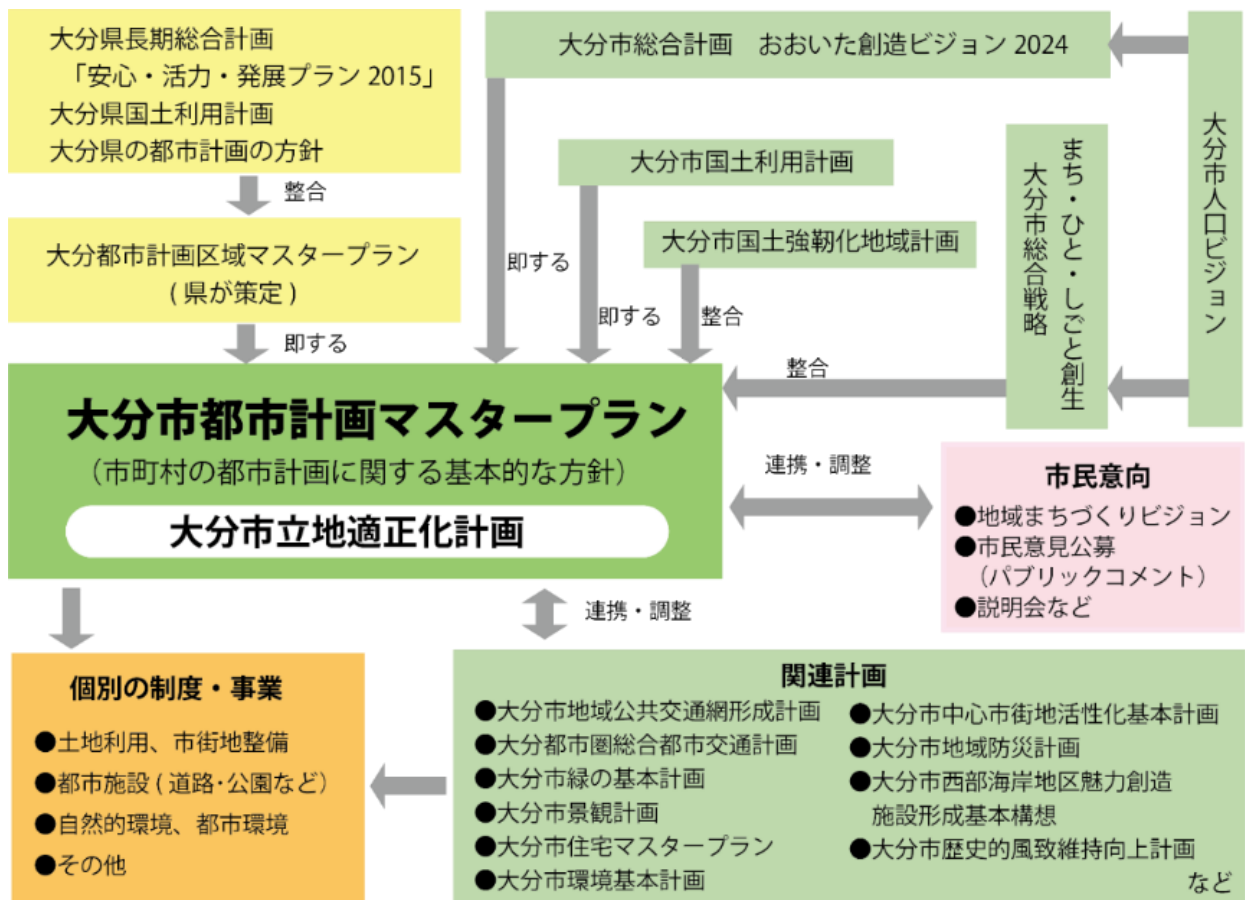 大分県長期総合計画
「安心・活力・発展プラン 2015」
大分県国土利用計画
大分県の都市計画の方針
整合
大分都市計画区域マスタープラン
( 県が策定 )
即する
大分市総合計画　おおいた創造ビジョン 2024
即する
大分市国土利用計画
即する
大分市国土強靭化地域計画
整合
まち・ひと・しごと創生
大分市総合戦略
整合
大分市人口ビジョン
大分市都市計画マスタープラン
（市町村の都市計画に関する基本的な方針）
大分市立地適正化計画
連携・調整
市民意向
●地域まちづくりビジョン
●市民意見公募
（パブリックコメント）
●説明会など
連携・調整
個別の制度・事業
●土地利用、市街地整備
●都市施設 ( 道路・公園など）
●自然的環境、都市環境
●その他
関連計画
●大分市地域公共交通網形成計画
●大分都市圏総合都市交通計画
●大分市緑の基本計画
●大分市景観計画
●大分市住宅マスタープラン
●大分市環境基本計画
●大分市中心市街地活性化基本計画
●大分市地域防災計画
●大分市西部海岸地区魅力創造
施設形成基本構想
●大分市歴史的風致維持向上計画
など